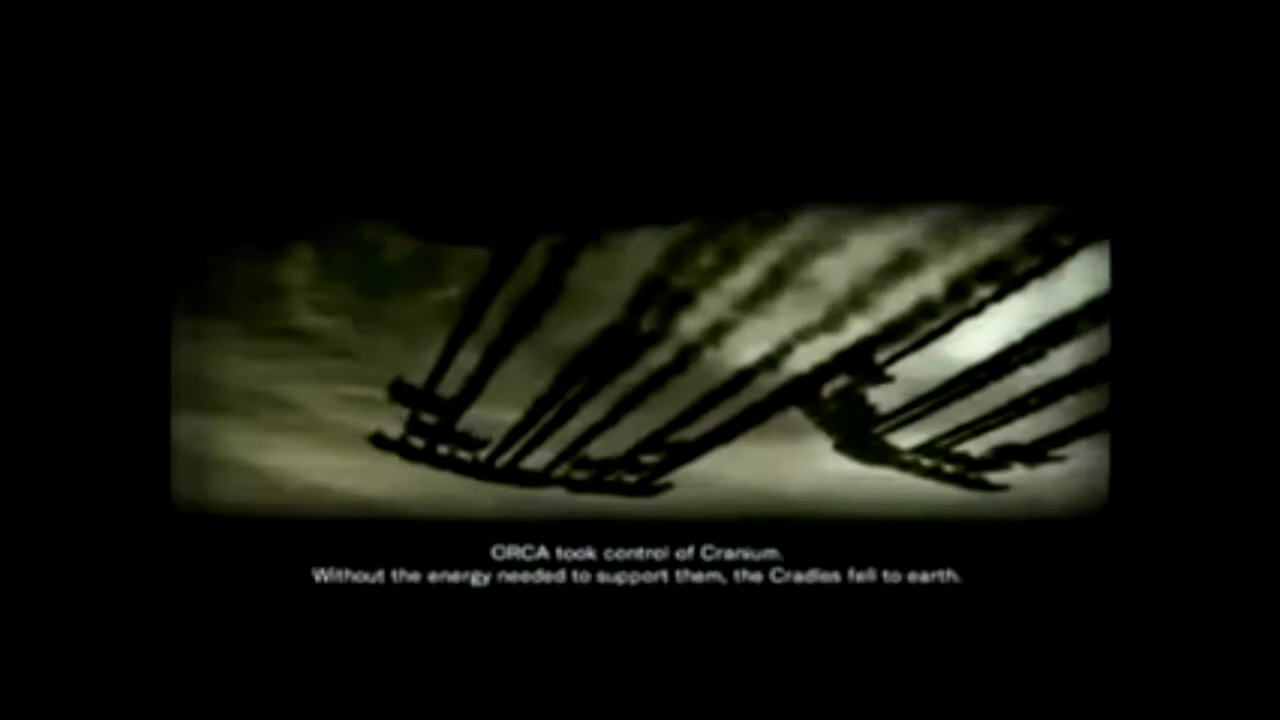 ORCA took control of Cranium.
Without the energy needed to support them, the Cradles fell to earth.